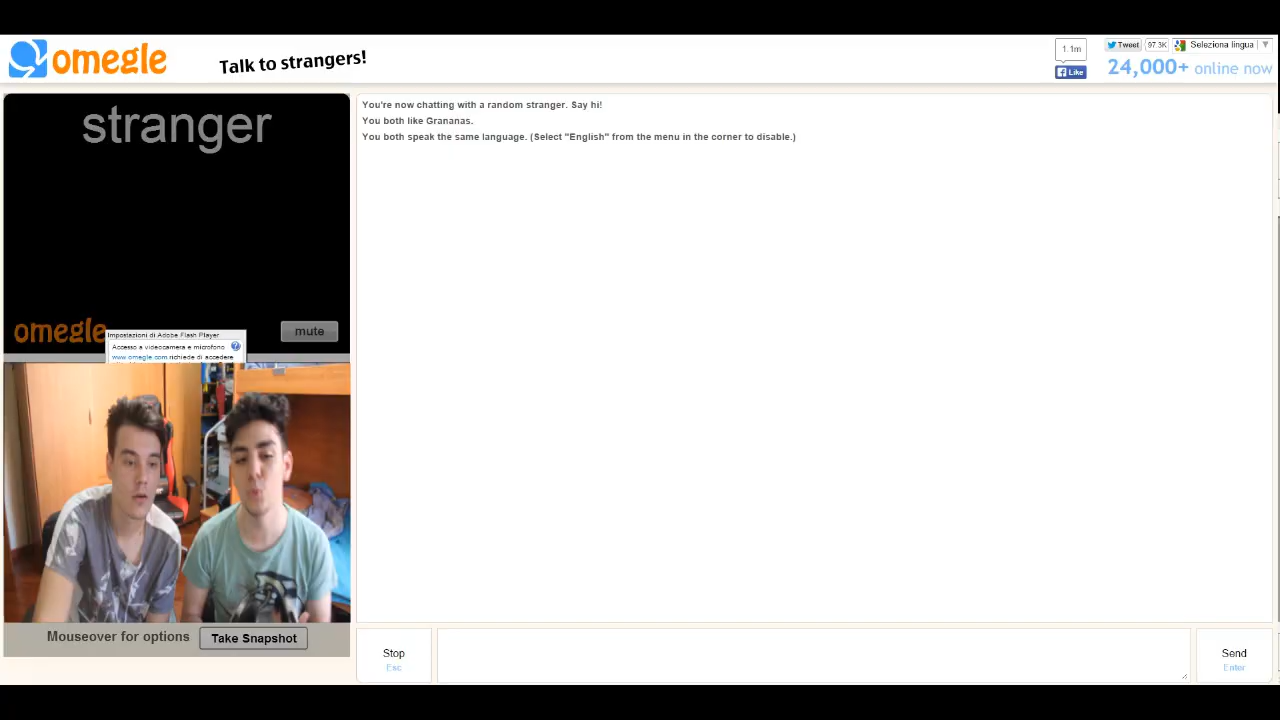 omegle
Talk to strangers!
1.1m
Like
Tweet
97.3K
Seleziona lingua
24,000+ online now
stranger
omegle
mute
Impostazioni di Adobe Flash Player
Accesso a videocamera e microfono
www.omegle.com richiede di accedere
You're now chatting with a random stranger. Say hi!
You both like Grananas.
You both speak the same language. (Select "English" from the menu in the corner to disable.)
Mouseover for options
Take Snapshot
Stop
Esc
Send
Enter